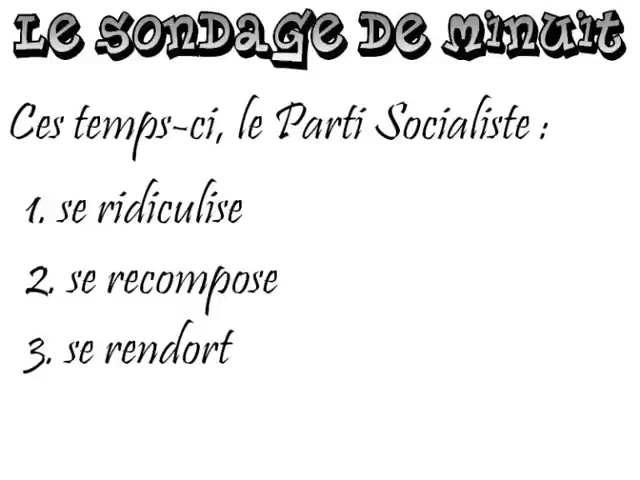 Le Sondage De Minuit
Ces temps-ci, le Parti Socialiste :
1. se ridiculise
2. se recompose
3. se rendort